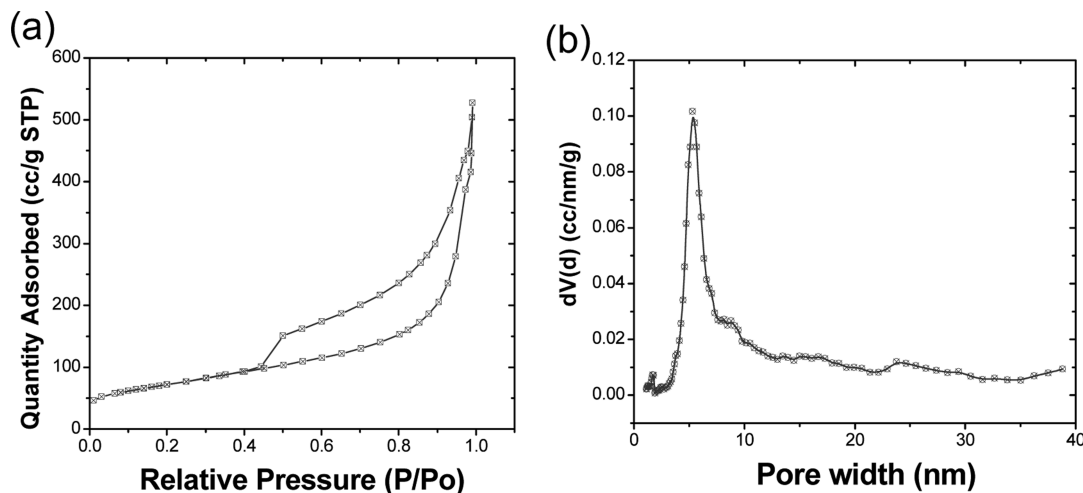 (a)
600
500
400
300
200
100
0
0.0 0.2 0.4 0.6 0.8 1.0
Quantity Adsorbed (cc/g STP)
Relative Pressure (P/Po)
(b)
0.12
0.10
0.08
0.06
0.04
0.02
0.00
0 10 20 30 40
dV(d) (cc/nm/g)
Pore width (nm)